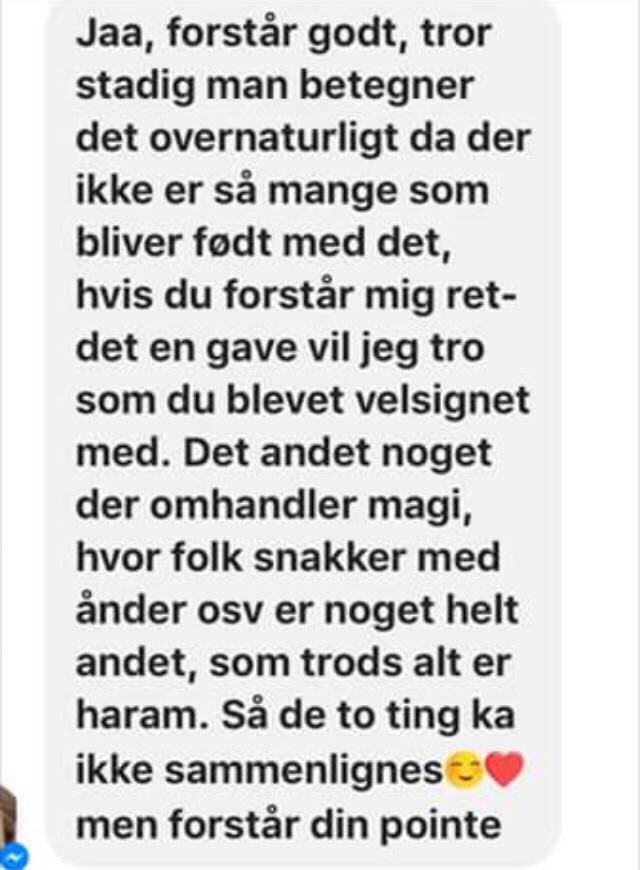 Jaa, forstår godt, tror
stadig man betegner
det overnaturligt da der
ikke er så mange som
bliver født med det,
hvis du forstår mig ret-
det en gave vil jeg tro
som du blevet velsignet
med. Det andet noget
der omhandler magi,
hvor folk snakker med
ånder osv er noget helt
andet, som trods alt er
haram. Så de to ting ka
ikke sammenlignes😊❤️
men forstår din pointe